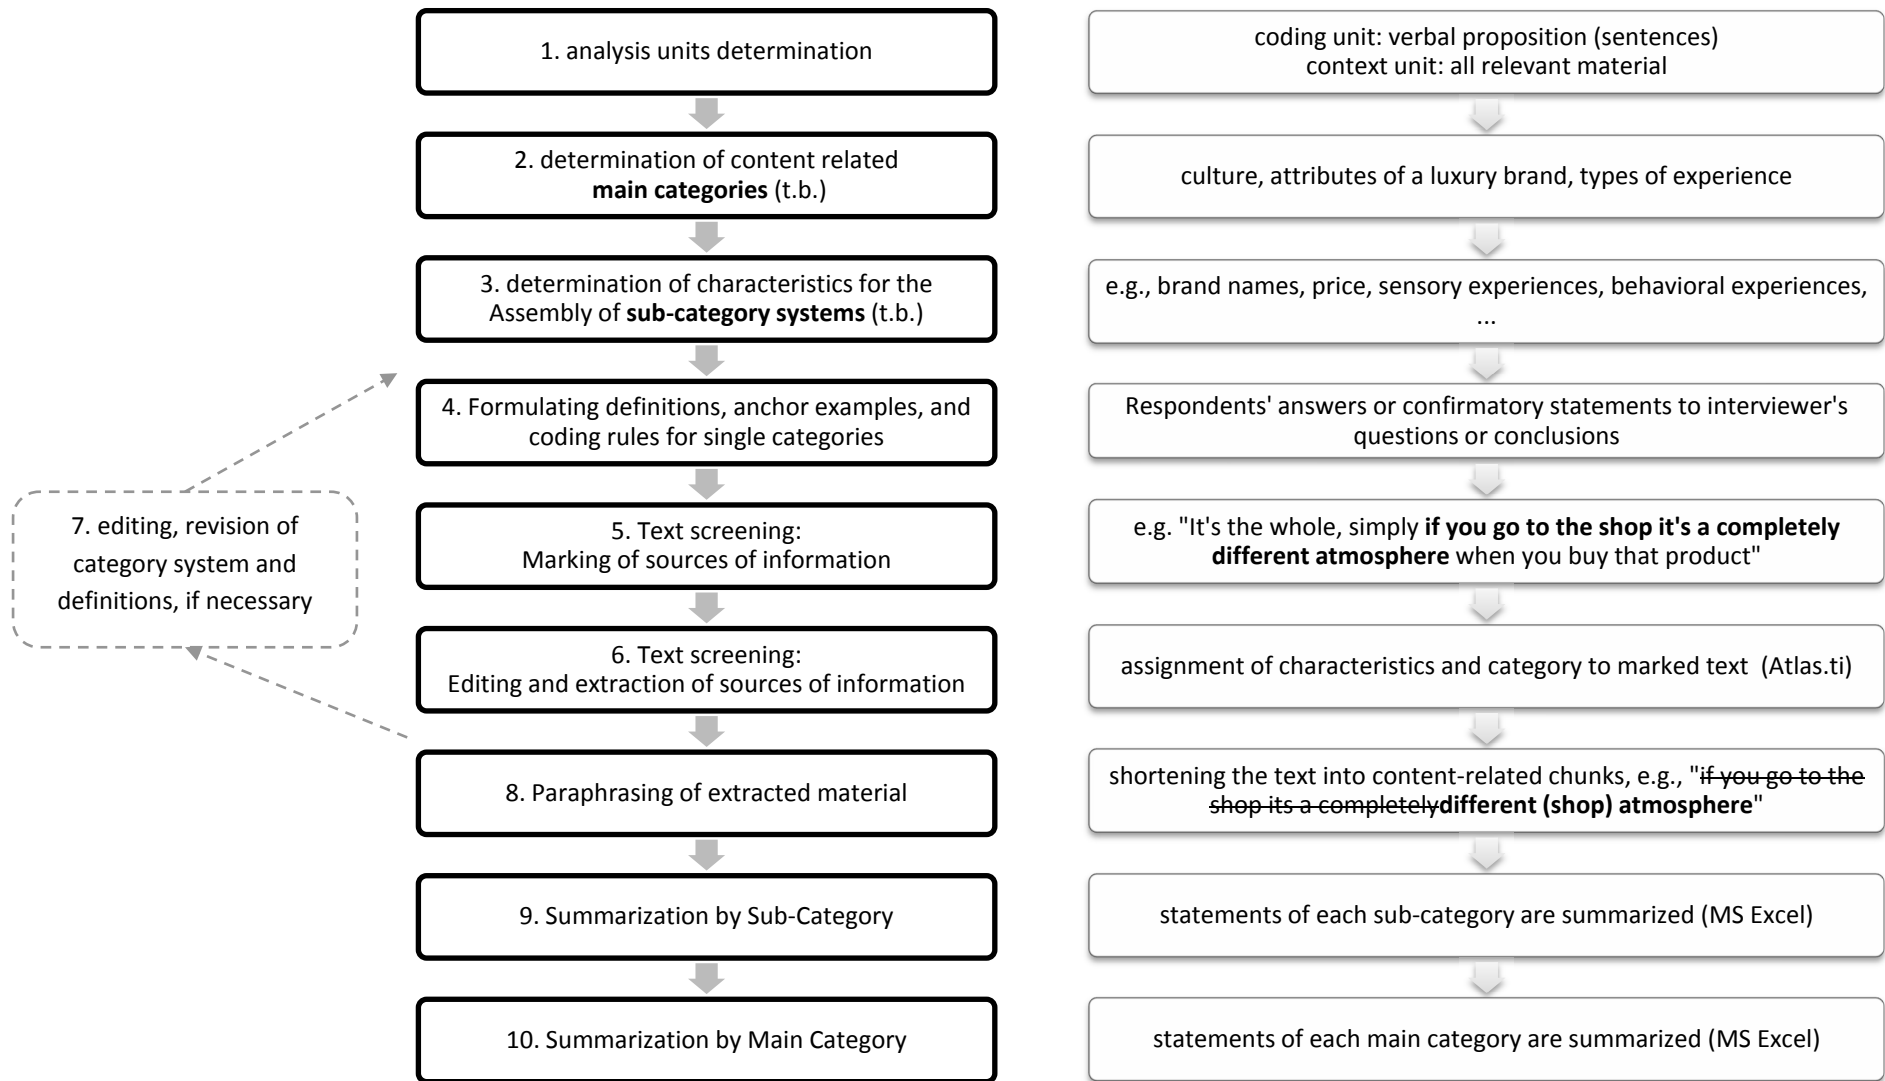 1. analysis units determination
coding unit: verbal proposition (sentences)
context unit: all relevant material
2. determination of content related
main categories (t.b.)
culture, attributes of a luxury brand, types of experience
3. determination of characteristics for the
Assembly of sub-category systems (t.b.)
e.g., brand names, price, sensory experiences, behavioral experiences,
...
4. Formulating definitions, anchor examples, and
coding rules for single categories
Respondents' answers or confirmatory statements to interviewer's
questions or conclusions
7. editing, revision of
category system and
definitions, if necessary
5. Text screening:
Marking of sources of information
e.g. "It's the whole, simply if you go to the shop it's a completely
different atmosphere when you buy that product"
6. Text screening:
Editing and extraction of sources of information
assignment of characteristics and category to marked text (Atlas.ti)
8. Paraphrasing of extracted material
shortening the text into content-related chunks, e.g., "if you go to the
shop its a completelydifferent (shop) atmosphere"
9. Summarization by Sub-Category
statements of each sub-category are summarized (MS Excel)
10. Summarization by Main Category
statements of each main category are summarized (MS Excel)